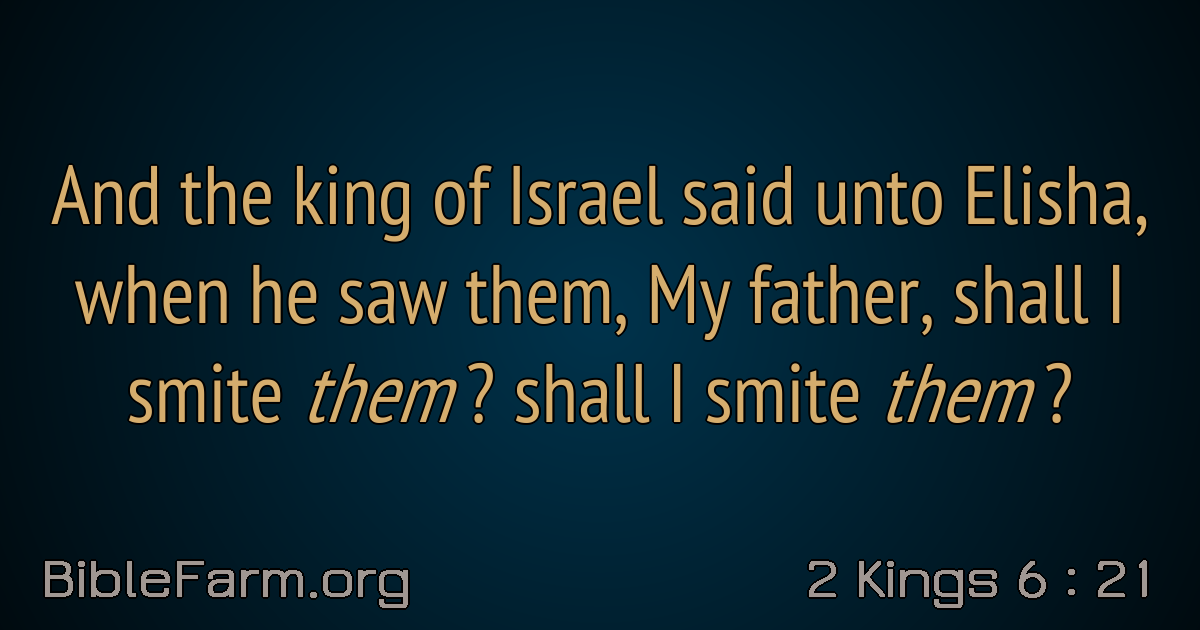 And the king of Israel said unto Elisha,
when he saw them, My father, shall I
smite them? shall I smite them?
BibleFarm.org
2 Kings 6 : 21